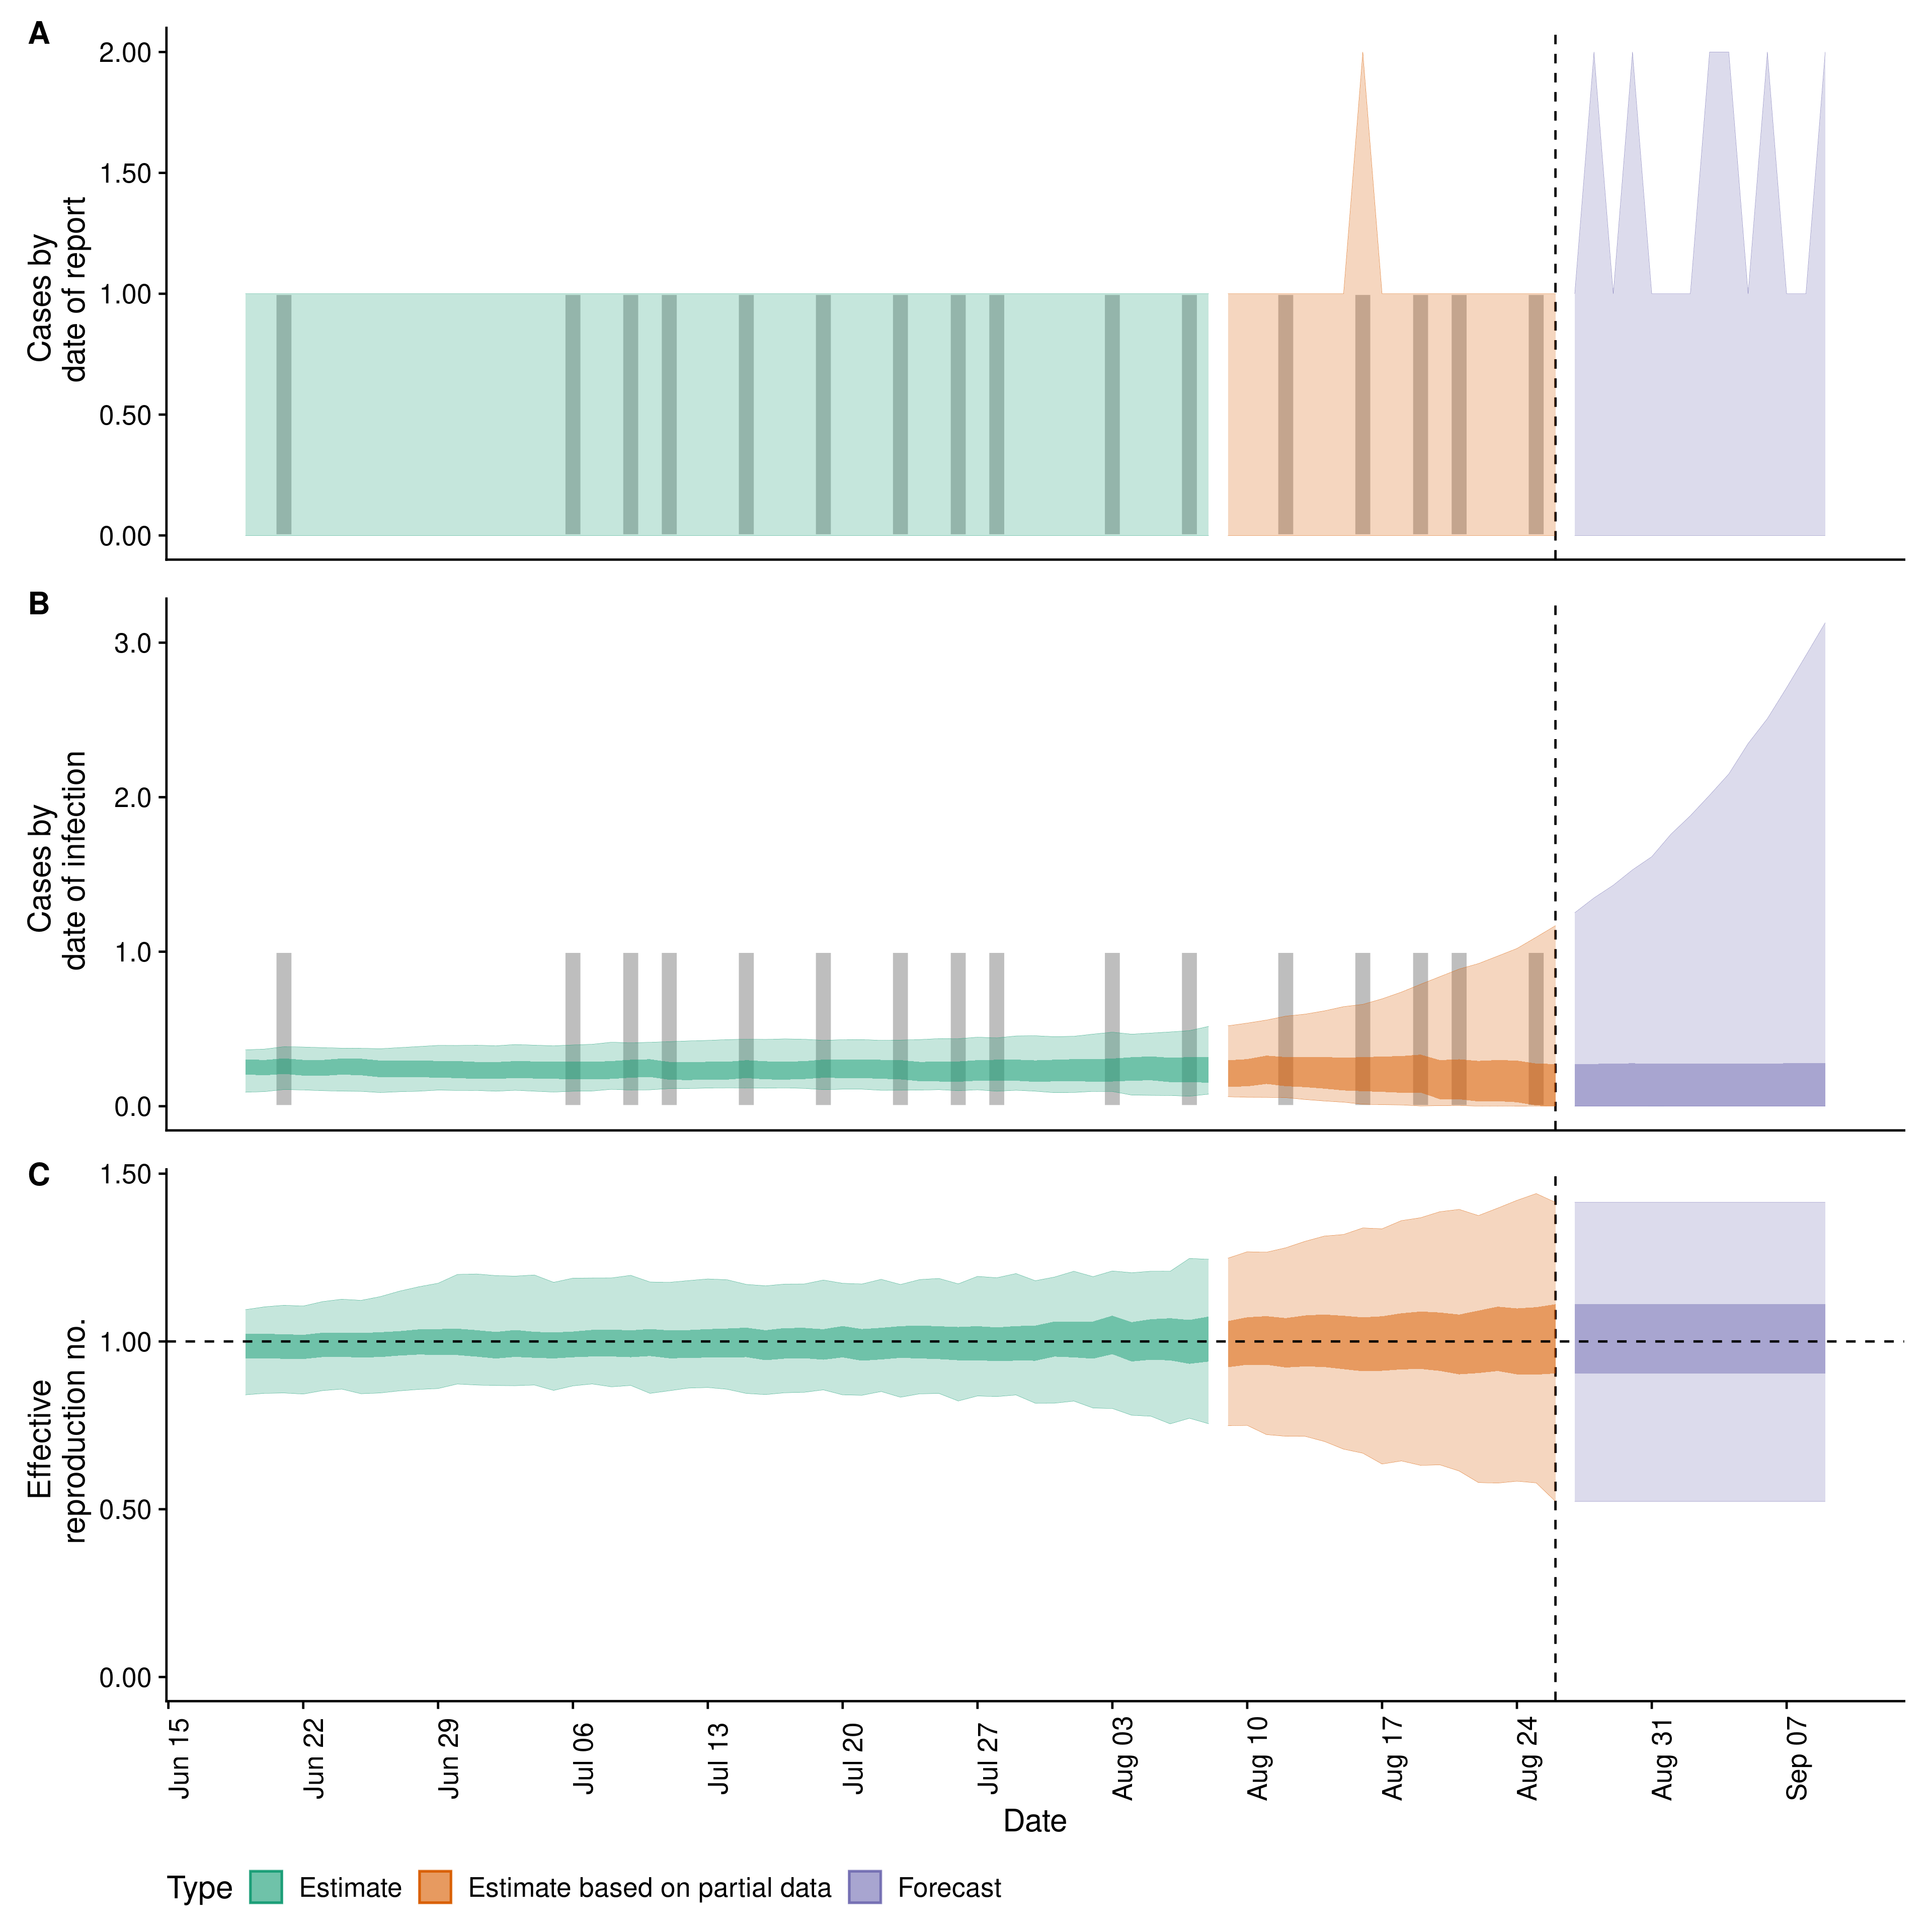 A
2.00
1.50
1.00
0.50
0.00
Cases by
date of report
B
3.0
2.0
1.0
0.0
Cases by
date of infection
C
1.50
1.00
0.50
0.00
Effective
reproduction no.
Jun 15
Jun 22
Jun 29
Jul 06
Jul 13
Jul 20
Jul 27
Aug 03
Aug 10
Aug 17
Aug 24
Aug 31
Sep 07
Date
Type Estimate Estimate based on partial data Forecast